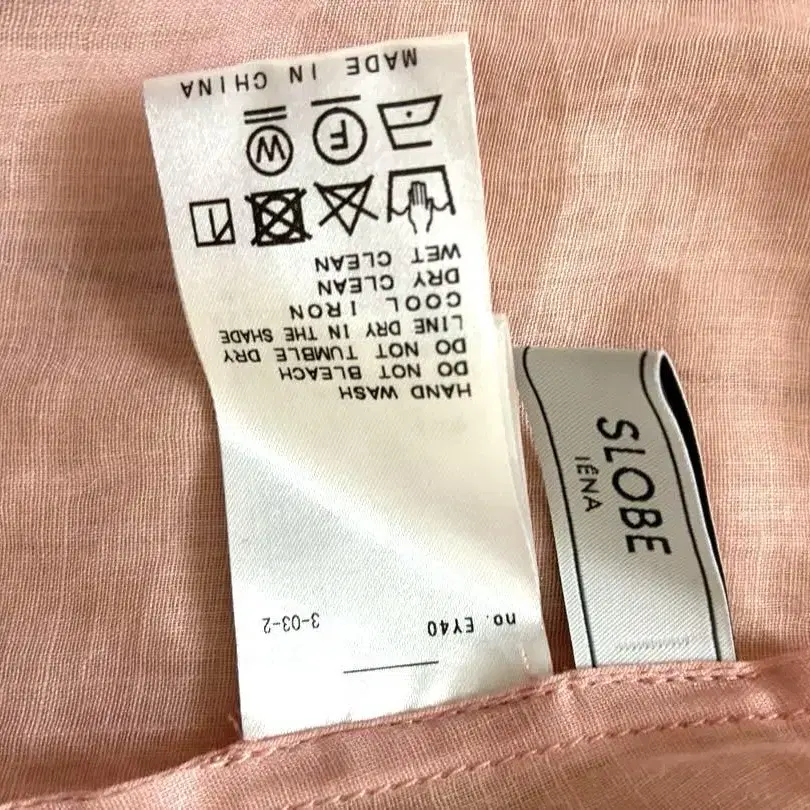 no. EY40 3-03-2
HAND WASH
DO NOT BLEACH
DO NOT TUMBLE DRY
LINE DRY IN THE SHADE
COOL IRON
DRY CLEAN
WET CLEAN
F
W
MADE IN CHINA
SLOBE
IÉNA